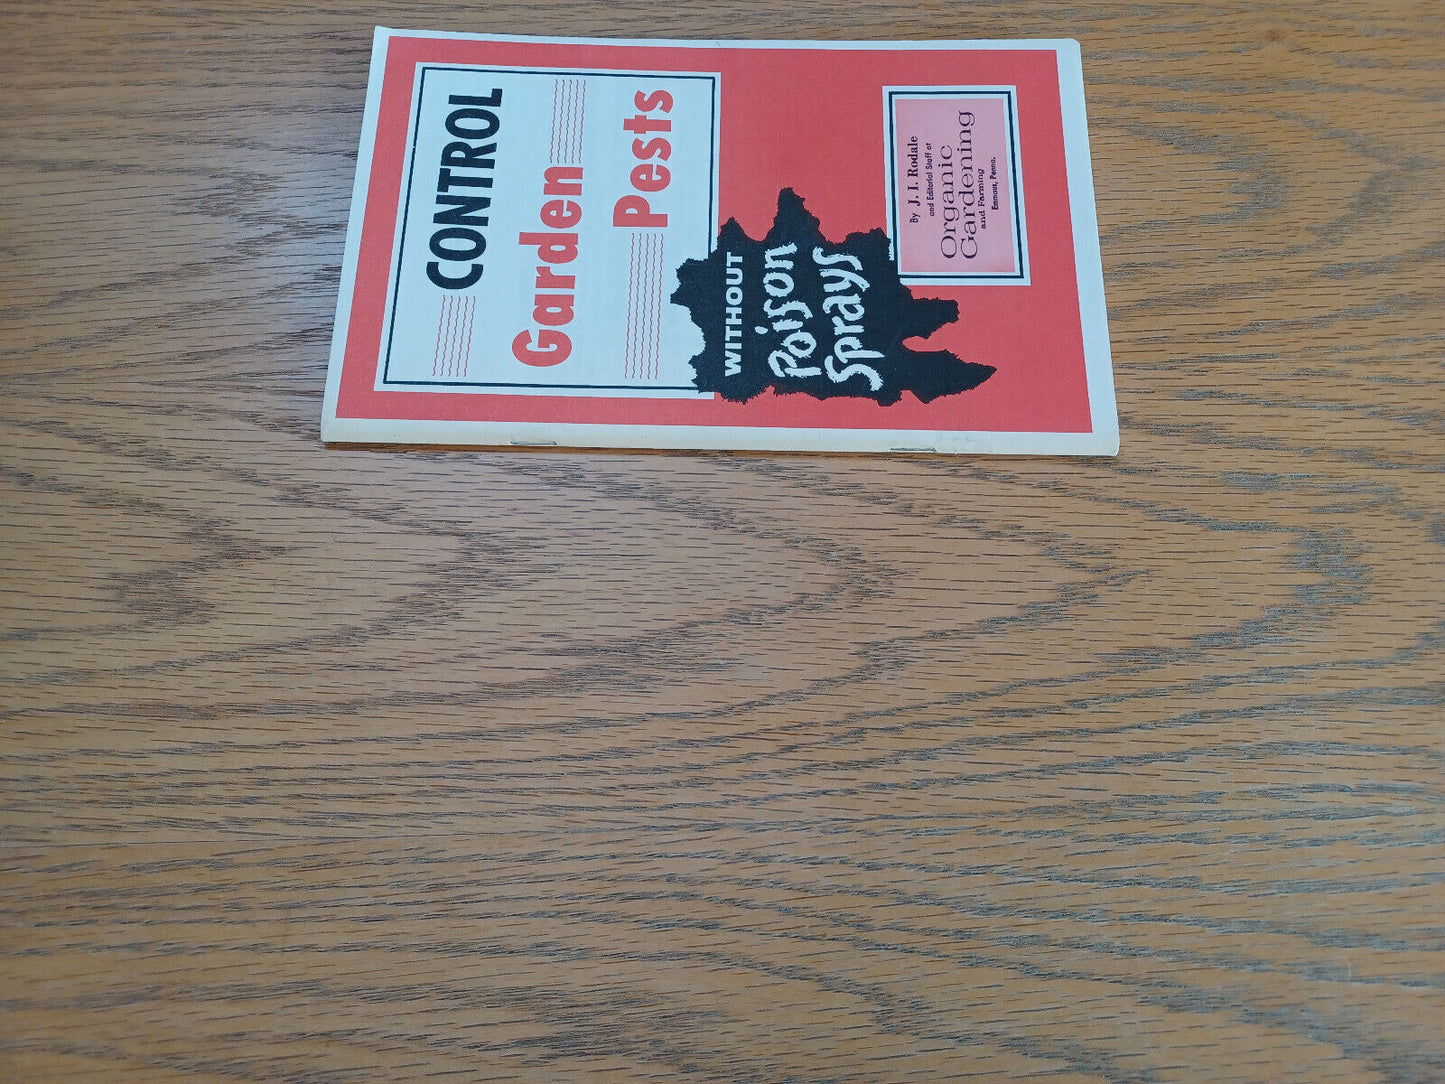 CONTROL
Garden
Pests
WITHOUT
Poison
Sprays
By J. I. Rodale
and Editorial Staff of
Organic
Gardening
and Farming
Emmaus, Penna.